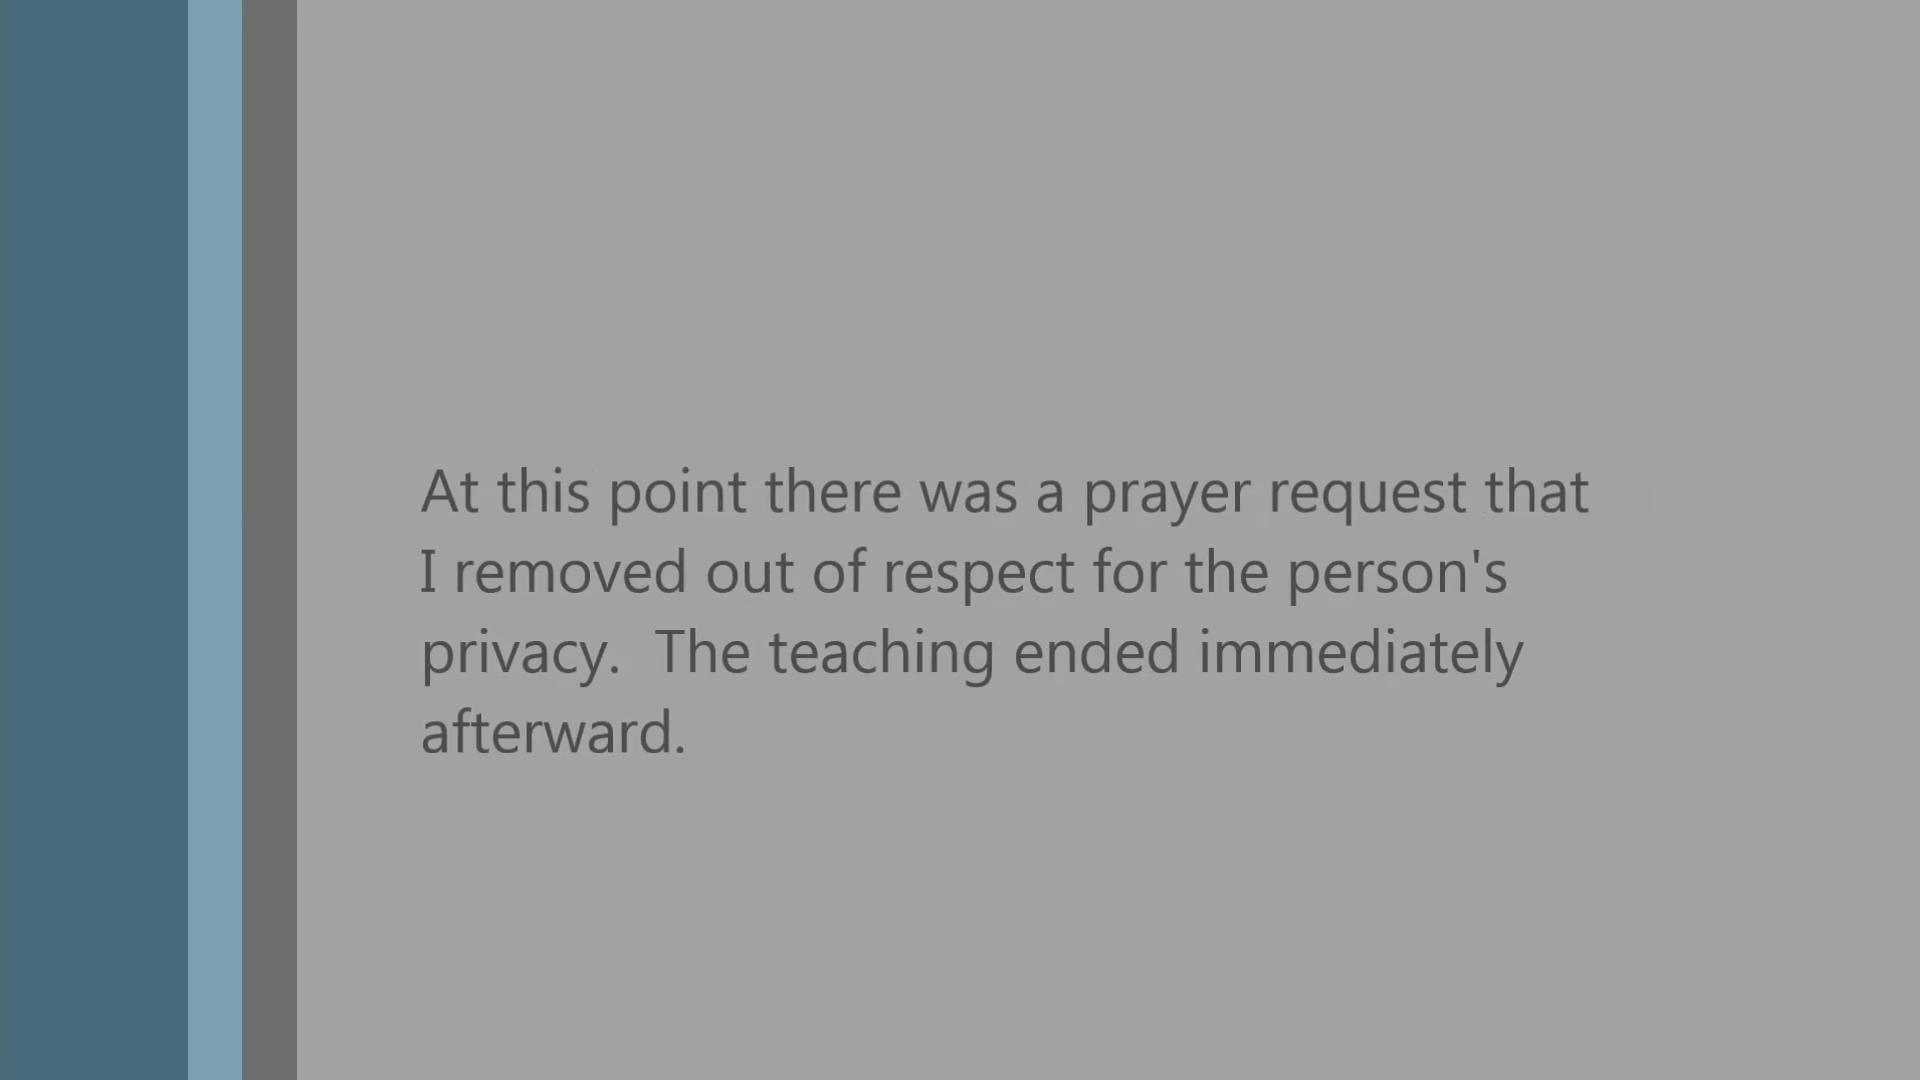 At this point there was a prayer request that
I removed out of respect for the person's
privacy.  The teaching ended immediately
afterward.